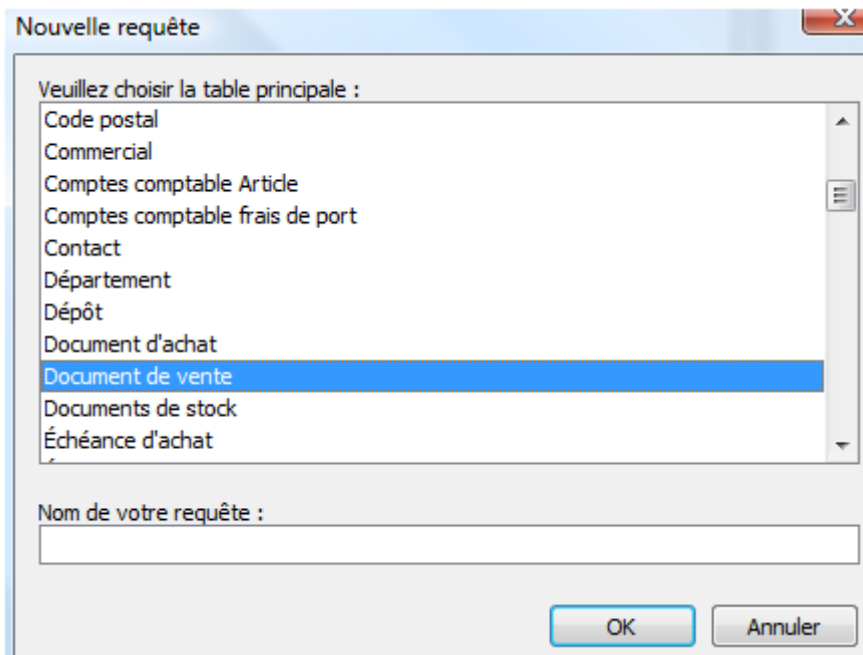 Nouvelle requête
Veuillez choisir la table principale :
Code postal
Commercial
Comptes comptable Article
Comptes comptable frais de port
Contact
Département
Dépôt
Document d'achat
Document de vente
Documents de stock
Échéance d'achat
Nom de votre requête :
OK
Annuler